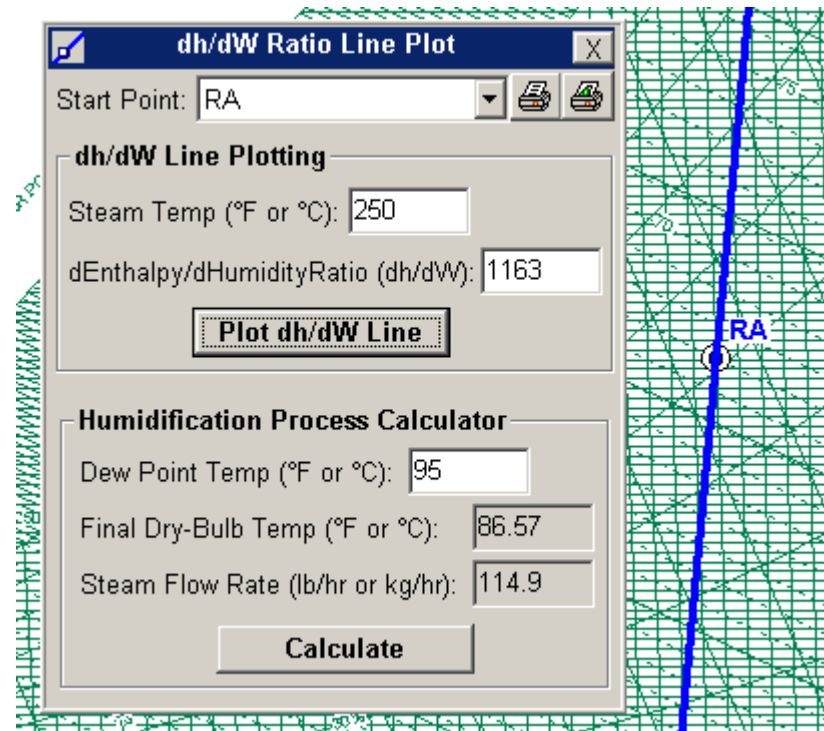 dh/dW Ratio Line Plot
X
Start Point: RA
dh/dW Line Plotting
Steam Temp (°F or °C): 250
dEnthalpy/dHumidityRatio (dh/dW): 1163
Plot dh/dW Line
Humidification Process Calculator
Dew Point Temp (°F or °C): 95
Final Dry-Bulb Temp (°F or °C): 86.57
Steam Flow Rate (lb/hr or kg/hr): 114.9
Calculate
75
70
RA